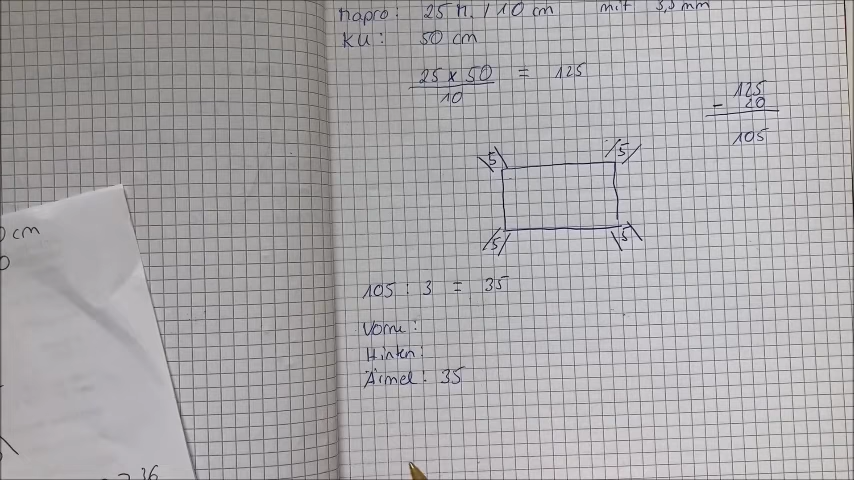 Mapro: 25 M. / 10 cm mit 3,5 mm
KU: 50 cm
25 x 50 = 125
10
125
- 20
105
5 5
5 5
105 : 3 = 35
Vorne:
Hinten:
Ärmel: 35
cm
36